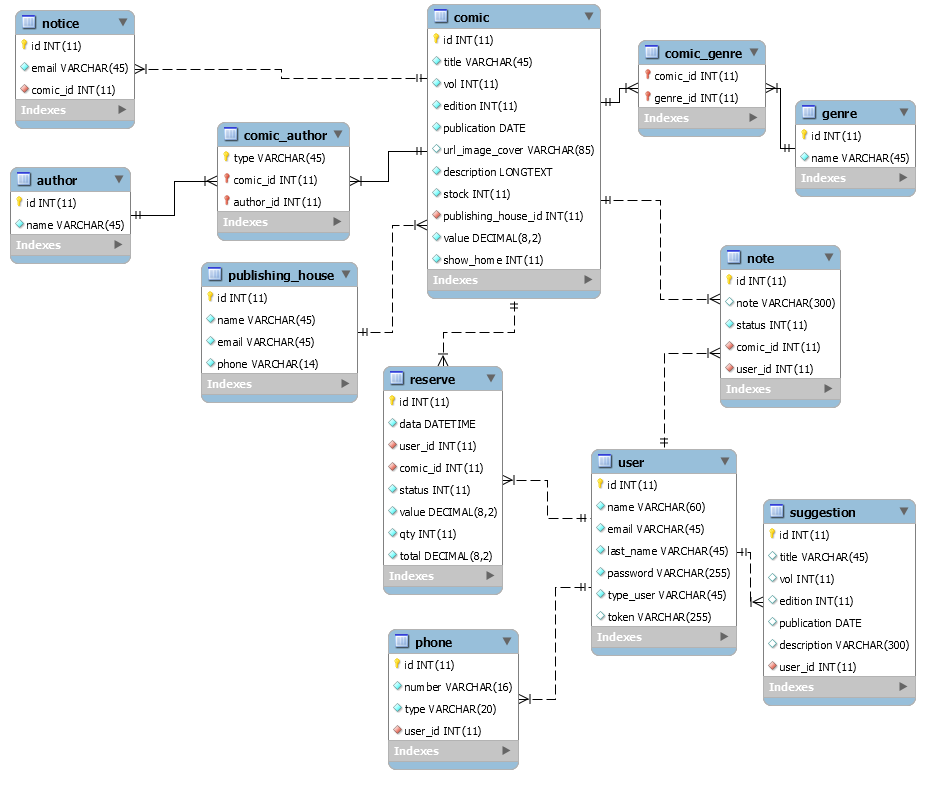 notice
id INT(11)
email VARCHAR(45)
comic_id INT(11)
Indexes
comic
id INT(11)
title VARCHAR(45)
vol INT(11)
edition INT(11)
publication DATE
url_image_cover VARCHAR(85)
description LONGTEXT
stock INT(11)
publishing_house_id INT(11)
value DECIMAL(8,2)
show_home INT(11)
Indexes
comic_genre
comic_id INT(11)
genre_id INT(11)
Indexes
genre
id INT(11)
name VARCHAR(45)
Indexes
comic_author
type VARCHAR(45)
comic_id INT(11)
author_id INT(11)
Indexes
author
id INT(11)
name VARCHAR(45)
Indexes
publishing_house
id INT(11)
name VARCHAR(45)
email VARCHAR(45)
phone VARCHAR(14)
Indexes
note
id INT(11)
note VARCHAR(300)
status INT(11)
comic_id INT(11)
user_id INT(11)
Indexes
reserve
id INT(11)
data DATETIME
user_id INT(11)
comic_id INT(11)
status INT(11)
value DECIMAL(8,2)
qty INT(11)
total DECIMAL(8,2)
Indexes
user
id INT(11)
name VARCHAR(60)
email VARCHAR(45)
last_name VARCHAR(45)
password VARCHAR(255)
type_user VARCHAR(45)
token VARCHAR(255)
Indexes
suggestion
id INT(11)
title VARCHAR(45)
vol INT(11)
edition INT(11)
publication DATE
description VARCHAR(300)
user_id INT(11)
Indexes
phone
id INT(11)
number VARCHAR(16)
type VARCHAR(20)
user_id INT(11)
Indexes